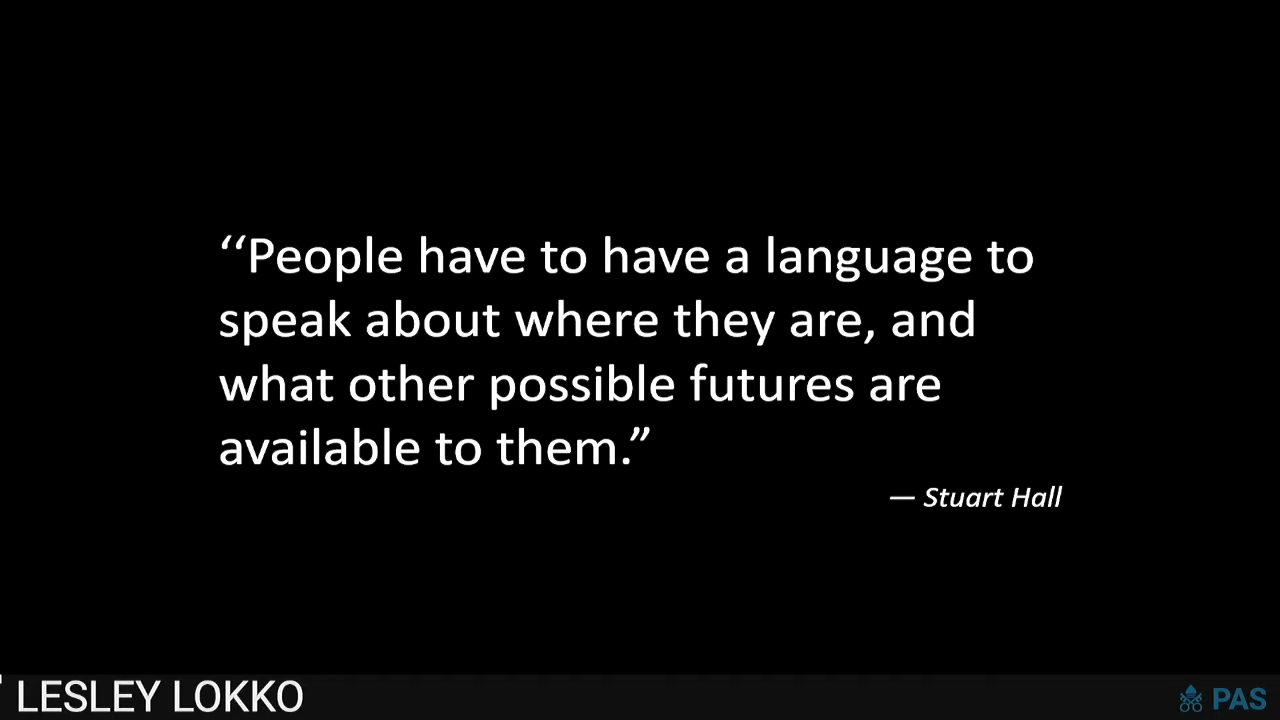 ‘‘People have to have a language to
speak about where they are, and
what other possible futures are
available to them.”
— Stuart Hall
LESLEY LOKKO
PAS